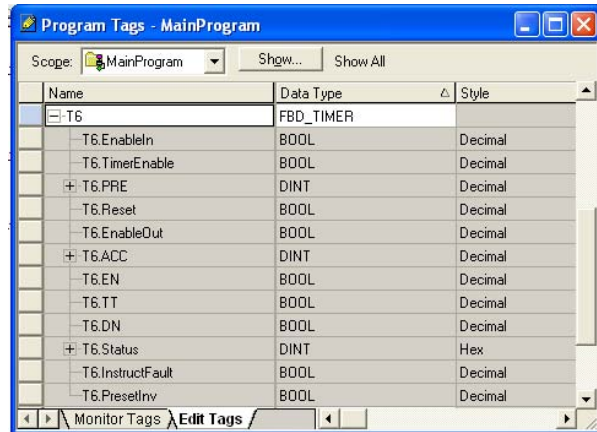 Program Tags - MainProgram
Scope: MainProgram Show... Show All
Name Data Type Style
T6 FBD_TIMER
T6.EnableIn BOOL Decimal
T6.TimerEnable BOOL Decimal
T6.PRE DINT Decimal
T6.Reset BOOL Decimal
T6.EnableOut BOOL Decimal
T6.ACC DINT Decimal
T6.EN BOOL Decimal
T6.TT BOOL Decimal
T6.DN BOOL Decimal
T6.Status DINT Hex
T6.InstructFault BOOL Decimal
T6.PresetInv BOOL Decimal
Monitor Tags Edit Tags